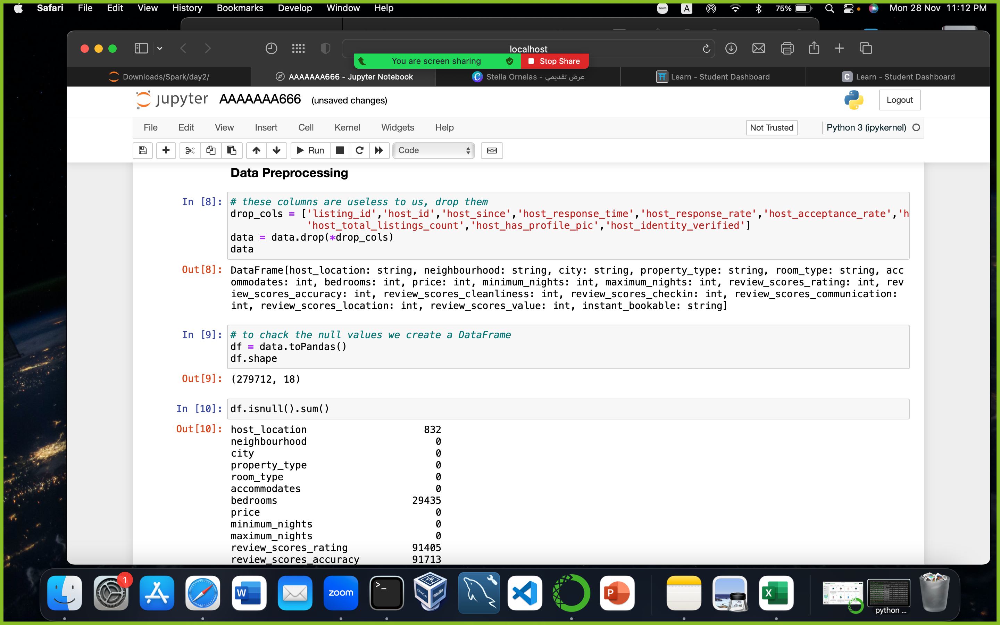 Safari File Edit View History Bookmarks Develop Window Help zoom A 75% Mon 28 Nov 11:12 PM
localhost
You are screen sharing Stop Share
Downloads/Spark/day2/ AAAAAAA666 - Jupyter Notebook Stella Ornelas - عرض تقديمي Learn - Student Dashboard C Learn - Student Dashboard
jupyter AAAAAAA666 (unsaved changes) Logout
File Edit View Insert Cell Kernel Widgets Help Not Trusted Python 3 (ipykernel)
Run Code
Data Preprocessing
In [8]: # these columns are useless to us, drop them
drop_cols = ['listing_id','host_id','host_since','host_response_time','host_response_rate','host_acceptance_rate','h
'host_total_listings_count','host_has_profile_pic','host_identity_verified']
data = data.drop(*drop_cols)
data
Out[8]: DataFrame[host_location: string, neighbourhood: string, city: string, property_type: string, room_type: string, acc
ommodates: int, bedrooms: int, price: int, minimum_nights: int, maximum_nights: int, review_scores_rating: int, rev
iew_scores_accuracy: int, review_scores_cleanliness: int, review_scores_checkin: int, review_scores_communication:
int, review_scores_location: int, review_scores_value: int, instant_bookable: string]
In [9]: # to chack the null values we create a DataFrame
df = data.toPandas()
df.shape
Out[9]: (279712, 18)
In [10]: df.isnull().sum()
Out[10]: host_location 832
neighbourhood 0
city 0
property_type 0
room_type 0
accommodates 0
bedrooms 29435
price 0
minimum_nights 0
maximum_nights 0
review_scores_rating 91405
review_scores_accuracy 91713
1
W zoom >_ VirtualBox P X
python ...